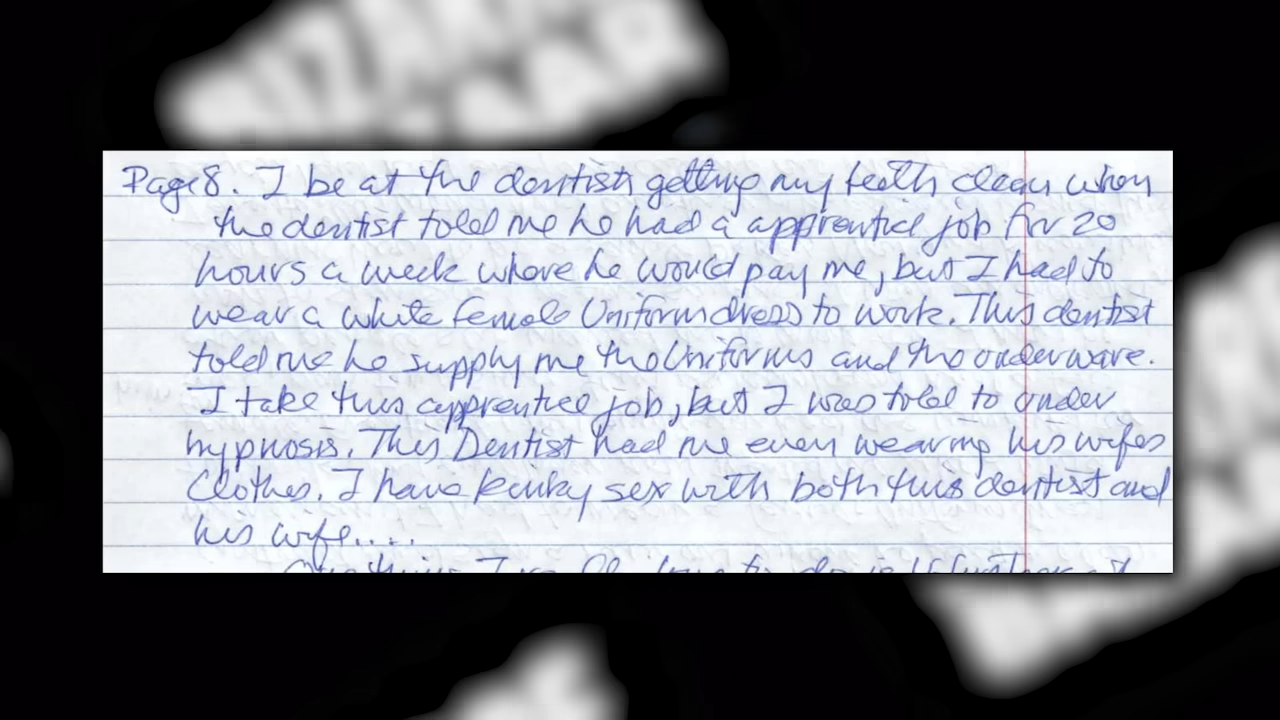 Page 8. I be at the dentist getting my teeth clean when
the dentist told me he had a apprentice job for 20
hours a week where he would pay me, but I had to
wear a white female Uniform dress to work. This dentist
told me he supply me the Uniforms and the underware.
I take this apprentice job, but I was told to under
hypnosis. This Dentist had me even wearing his wifes
Clothes. I have kinky sex with both this dentist and
his wife....